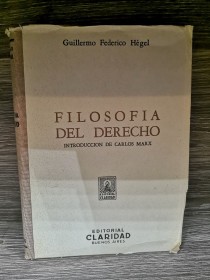 Guillermo Federico Hégel
FILOSOFIA
DEL DERECHO
INTRODUCCION DE CARLOS MARX
EDITORIAL
CLARIDAD
BUENOS AIRES